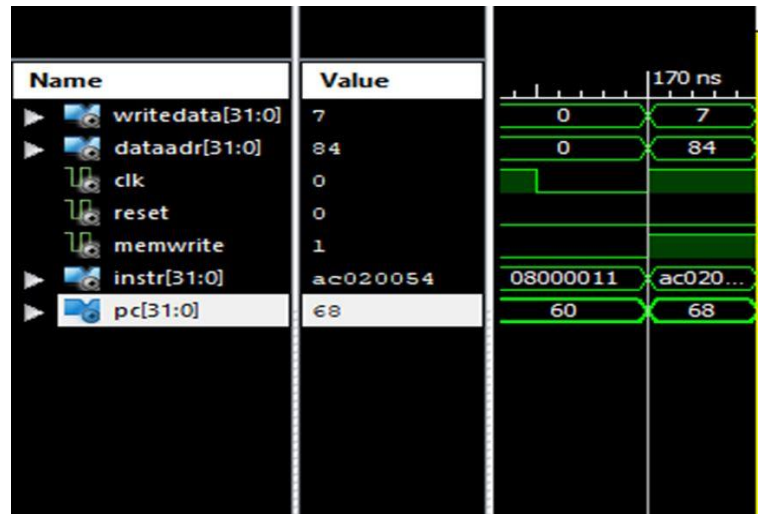 Name Value 170 ns
writedata[31:0] 7 0 7
dataadr[31:0] 84 0 84
clk 0
reset 0
memwrite 1
instr[31:0] ac020054 08000011 ac020...
pc[31:0] 68 60 68